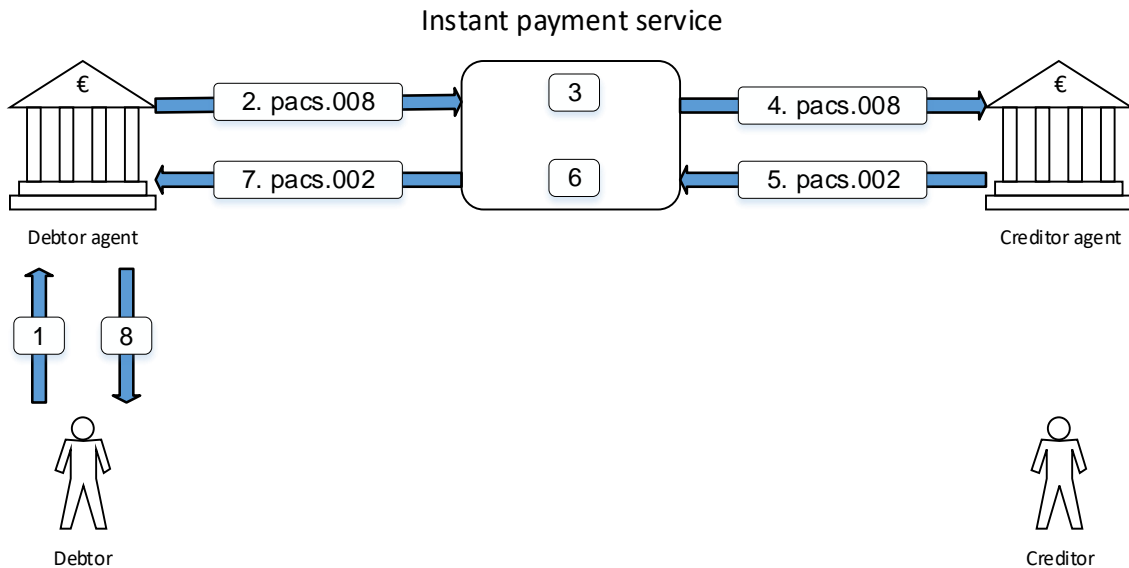 Instant payment service
€
2. pacs.008
3
4. pacs.008
€
7. pacs.002
6
5. pacs.002
Debtor agent
Creditor agent
1
8
Debtor
Creditor